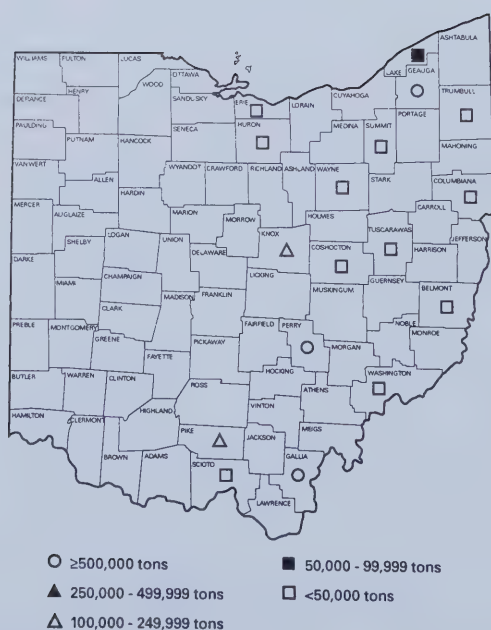 ASHTABULA
WILLIAMS FULTON LUCAS
LAKE GEAUGA
OTTAWA
WOOD
HENRY
SANDUSKY
ERIE
LORAIN
CUYAHOGA
TRUMBULL
DEFIANCE
HURON
MEDINA SUMMIT PORTAGE
PAULDING
SENECA
PUTNAM
HANCOCK
MAHONING
VAN WERT
WYANDOT CRAWFORD RICHLAND ASHLAND WAYNE
STARK
COLUMBIANA
ALLEN
HARDIN
MERCER
MARION
HOLMES
CARROLL
AUGLAIZE
MORROW
TUSCARAWAS
JEFFERSON
LOGAN
UNION
KNOX
COSHOCTON
HARRISON
SHELBY
DELAWARE
DARKE
LICKING
GUERNSEY
BELMONT
MIAMI
CHAMPAIGN
MADISON
FRANKLIN
MUSKINGUM
CLARK
NOBLE
PREBLE MONTGOMERY
FAIRFIELD PERRY
MONROE
GREENE
PICKAWAY
MORGAN
FAYETTE
HOCKING
WASHINGTON
BUTLER WARREN CLINTON
ROSS
ATHENS
VINTON
HAMILTON
CLERMONT
HIGHLAND
PIKE
JACKSON
MEIGS
BROWN ADAMS
SCIOTO
GALLIA
LAWRENCE
≥500,000 tons
50,000 - 99,999 tons
250,000 - 499,999 tons
<50,000 tons
100,000 - 249,999 tons